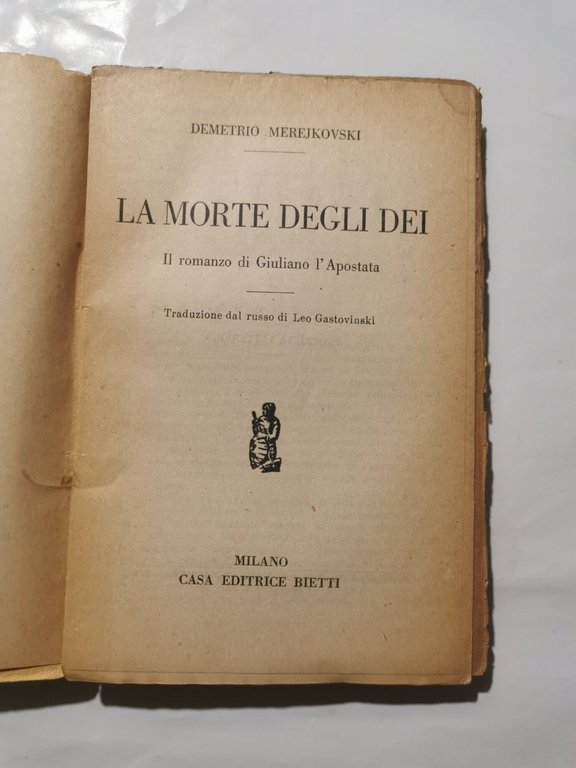 DEMETRIO MEREJKOVSKI
LA MORTE DEGLI DEI
Il romanzo di Giuliano l'Apostata
Traduzione dal russo di Leo Gastovinski
MILANO
CASA EDITRICE BIETTI